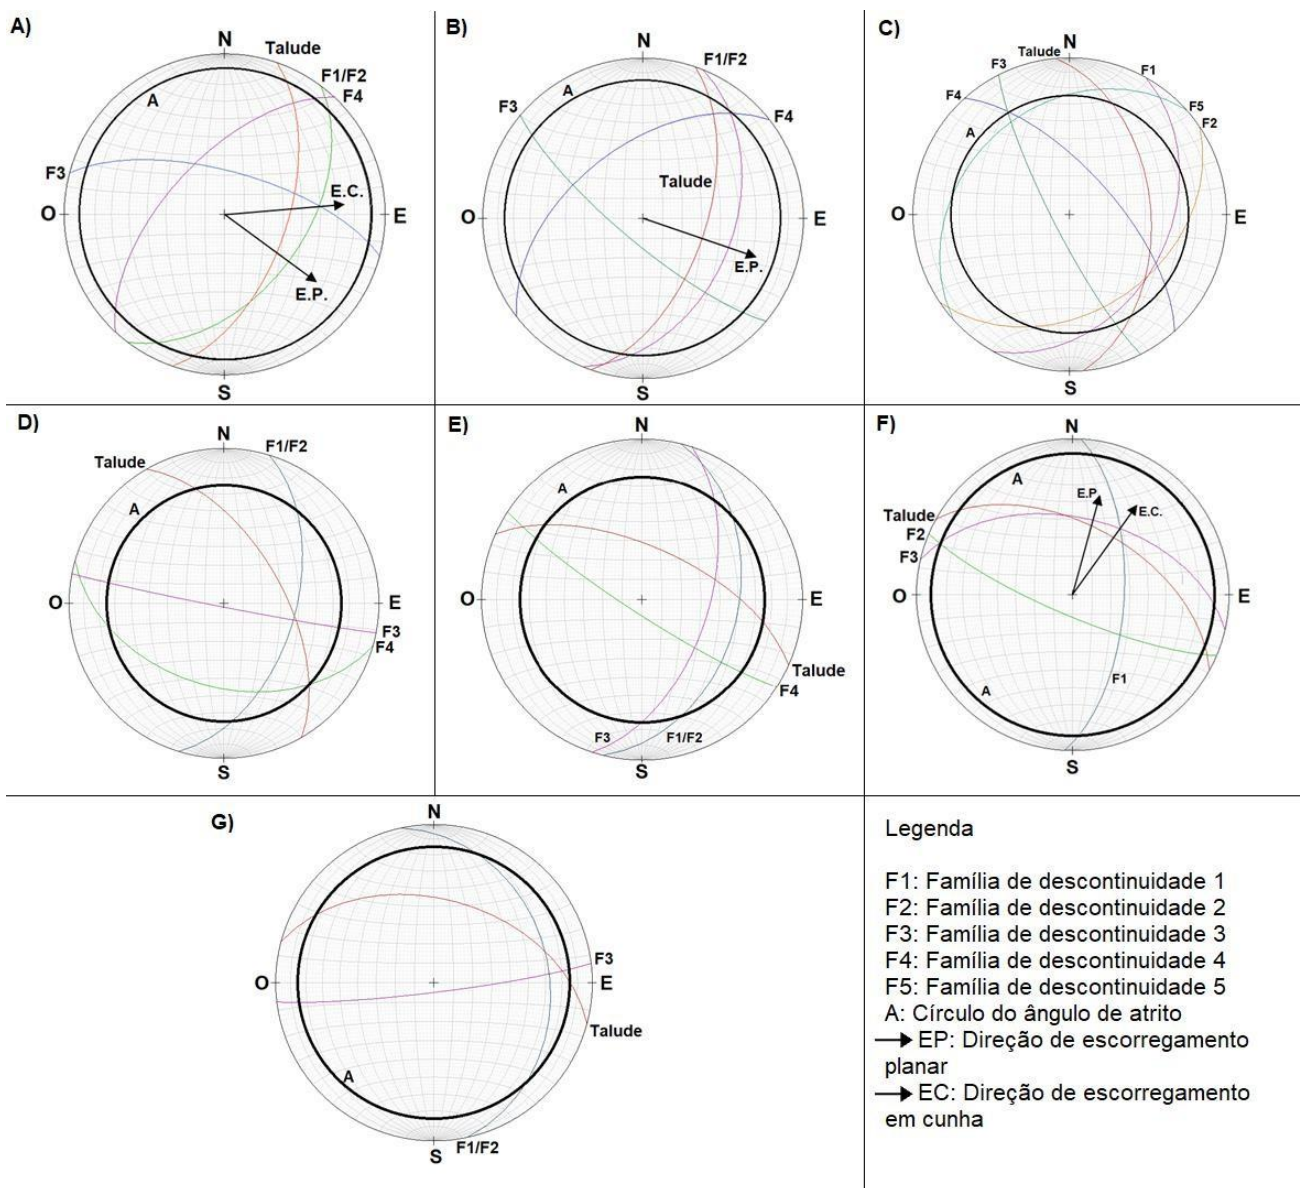 A)
N
Talude
F1/F2
F4
A
F3
E.C.
O
E
E.P.
S
B)
N
F1/F2
A
F3
F4
Talude
O
E
E.P.
S
C)
N
Talude
F3
F1
F4
F5
F2
A
O
E
S
D)
N
F1/F2
Talude
A
O
E
F3
F4
S
E)
N
A
O
E
Talude
F4
F3
F1/F2
S
F)
N
A
E.P.
E.C.
Talude
F2
F3
O
E
F1
A
S
G)
N
F3
O
E
Talude
A
F1/F2
S
Legenda
F1: Família de descontinuidade 1
F2: Família de descontinuidade 2
F3: Família de descontinuidade 3
F4: Família de descontinuidade 4
F5: Família de descontinuidade 5
A: Círculo do ângulo de atrito
EP: Direção de escorregamento
planar
EC: Direção de escorregamento
em cunha